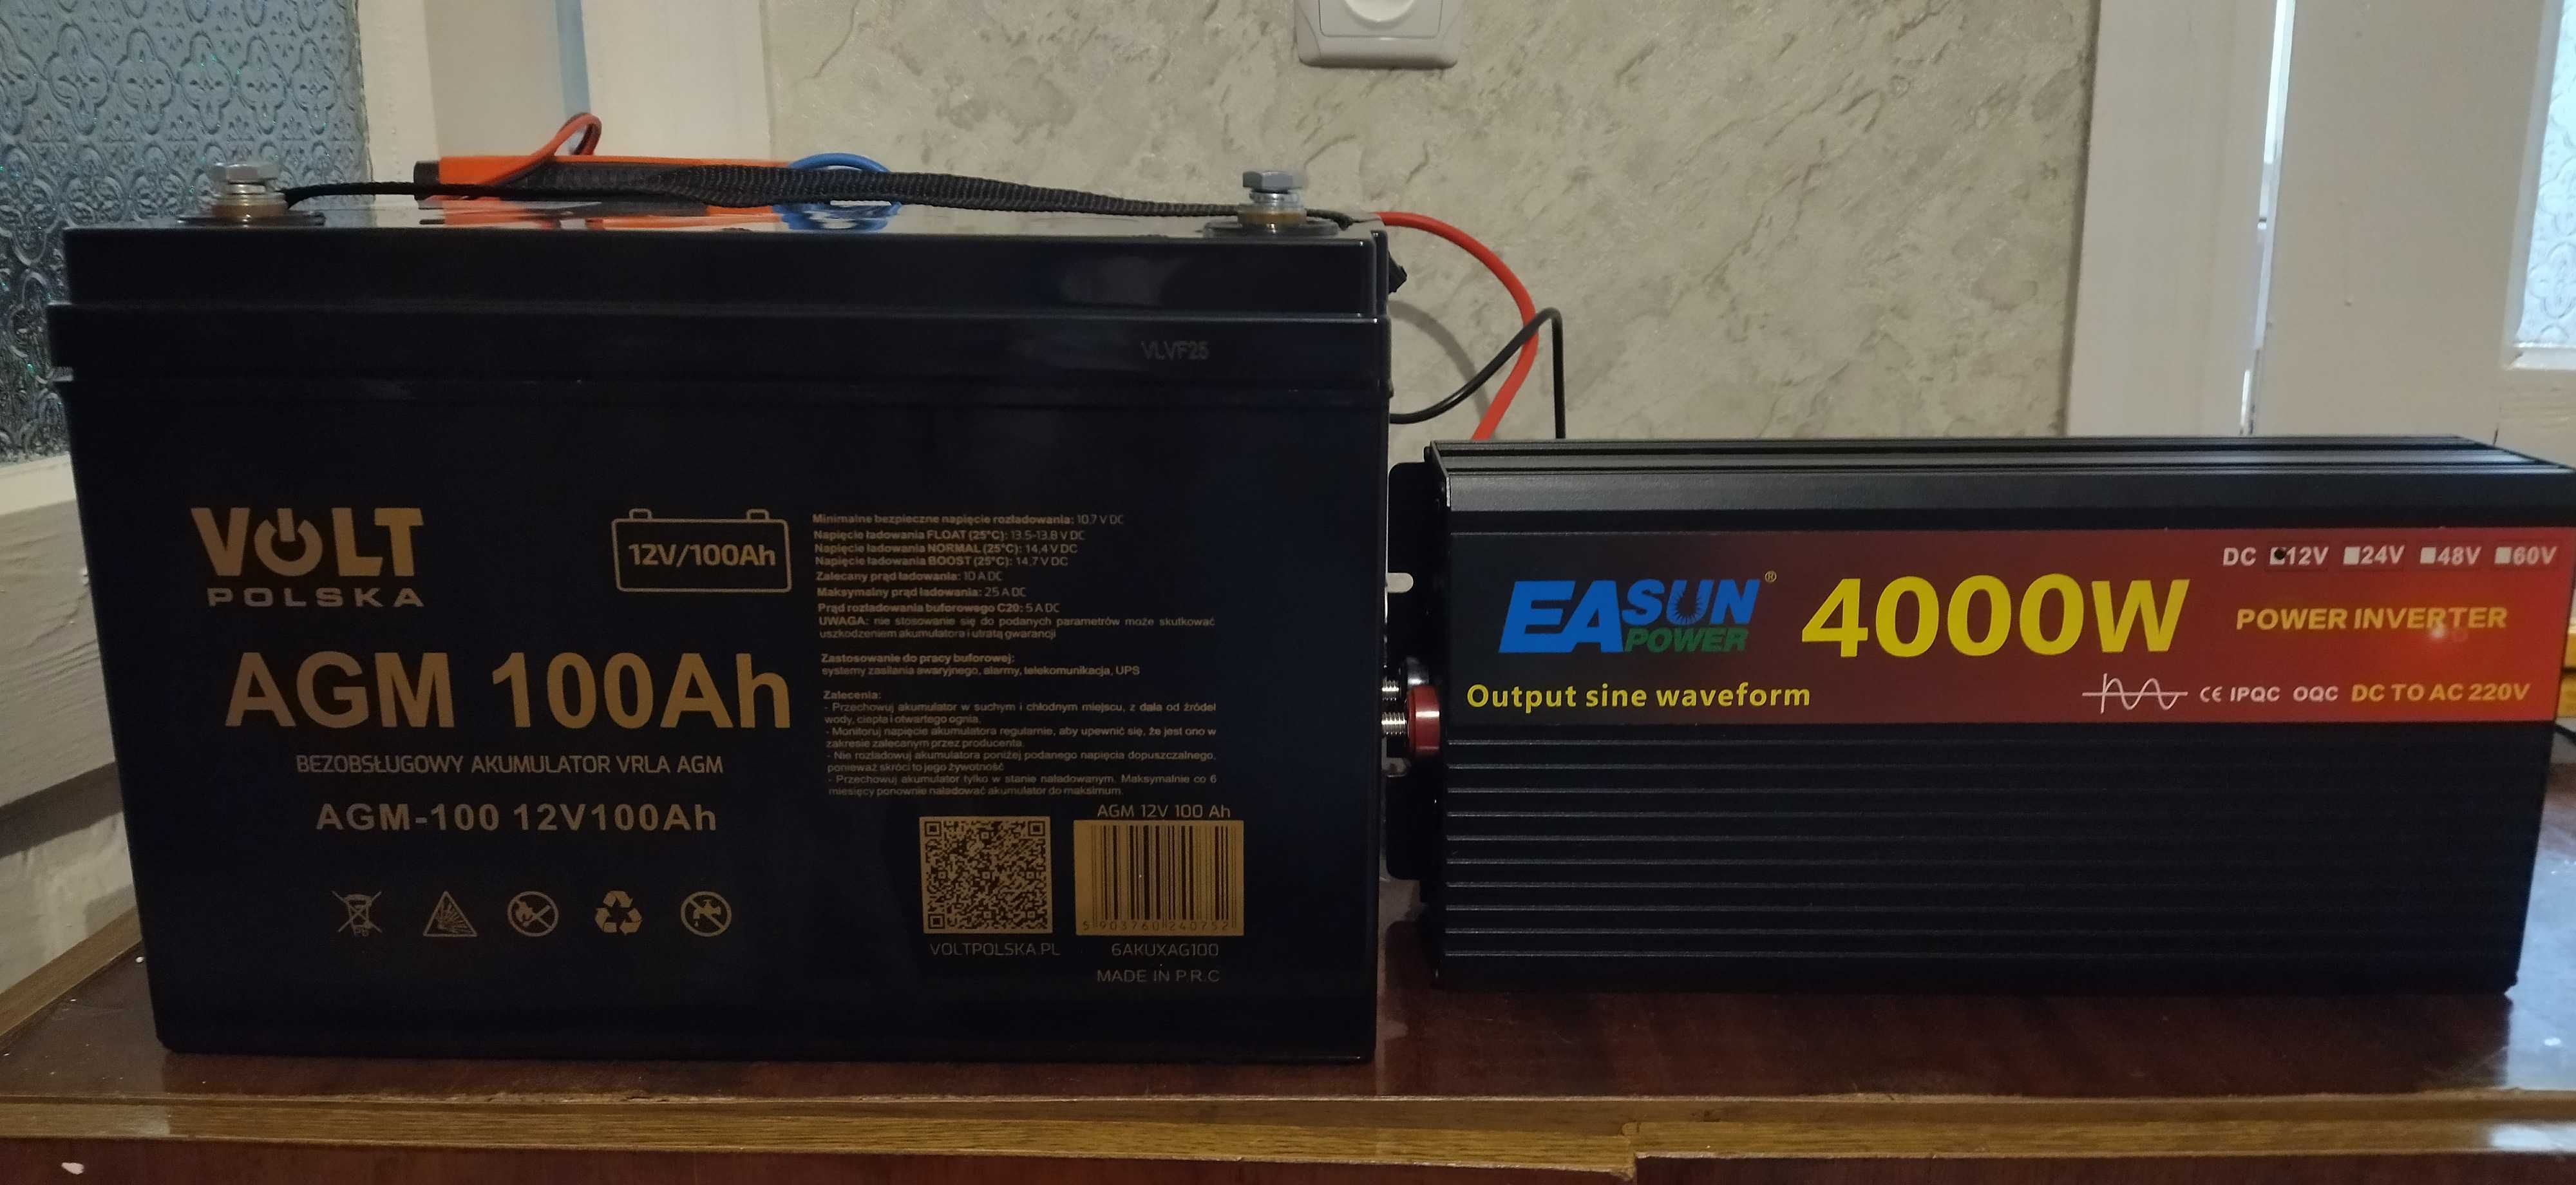 VLVF25
VOLT
POLSKA
12V/100Ah
AGM 100Ah
BEZOBSŁUGOWY AKUMULATOR VRLA AGM
AGM-100 12V100Ah
Pb
Minimalne bezpieczne napięcie rozładowania: 10.7 V DC
Napięcie ładowania FLOAT (25°C): 13.5-13.8 V DC
Napięcie ładowania NORMAL (25°C): 14.4 V DC
Napięcie ładowania BOOST (25°C): 14.7 V DC
Zalecany prąd ładowania: 10 A DC
Maksymalny prąd ładowania: 25 A DC
Prąd rozładowania buforowego C20: 5 A DC
UWAGA: nie stosowanie się do podanych parametrów może skutkować
uszkodzeniem akumulatora i utratą gwarancji
Zastosowanie do pracy buforowej:
systemy zasilania awaryjnego, alarmy, telekomunikacja, UPS
Zalecenia:
- Przechowuj akumulator w suchym i chłodnym miejscu, z dala od źródeł
wody, ciepła i otwartego ognia.
- Monitoruj napięcie akumulatora regularnie, aby upewnić się, że jest ono w
zakresie zalecanym przez producenta.
- Nie rozładowuj akumulatora poniżej podanego napięcia dopuszczalnego,
ponieważ skróci to jego żywotność
- Przechowuj akumulator tylko w stanie naładowanym. Maksymalnie co 6
miesięcy ponownie naładować akumulator do maksimum.
AGM 12V 100 Ah
5 903760 240752
VOLTPOLSKA.PL
6AKUXAG100
MADE IN P.R.C
DC 12V 24V 48V 60V
EASUN®
POWER
4000W
POWER INVERTER
Output sine waveform
CE IPQC OQC DC TO AC 220V